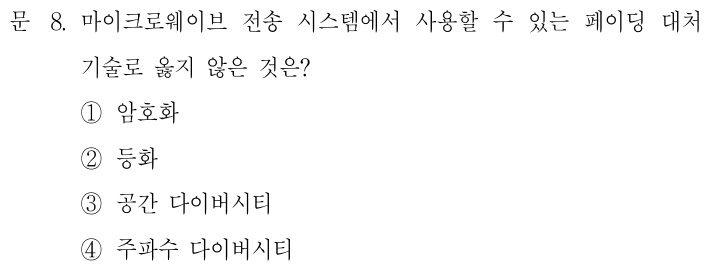 문 8. 마이크로웨이브 전송 시스템에서 사용할 수 있는 페이딩 대처
기술로 옳지 않은 것은?
① 암호화
② 등화
③ 공간 다이버시티
④ 주파수 다이버시티